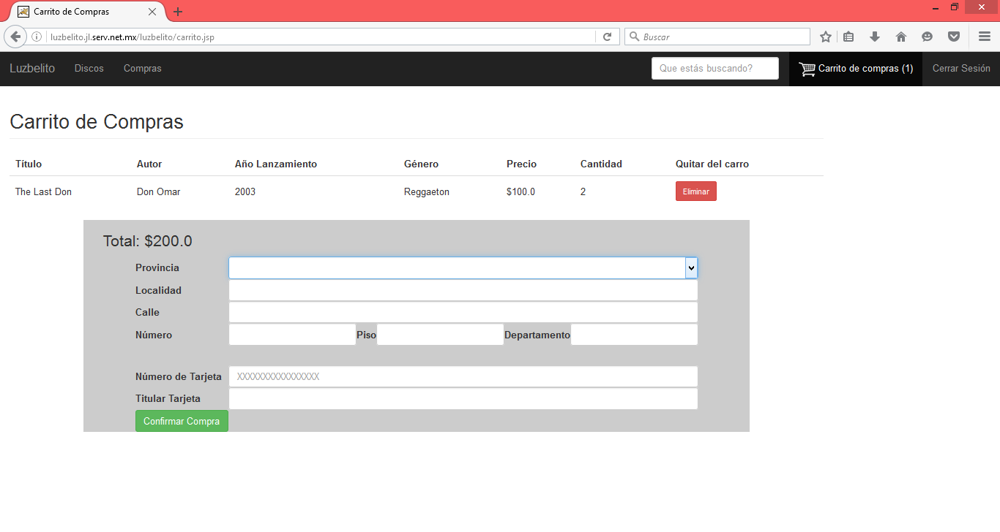 Carrito de Compras
luzbelito.jl.serv.net.mx/luzbelito/carrito.jsp
Buscar
Luzbelito Discos Compras Que estás buscando? Carrito de compras (1) Cerrar Sesión
Carrito de Compras
Título Autor Año Lanzamiento Género Precio Cantidad Quitar del carro
The Last Don Don Omar 2003 Reggaeton $100.0 2 Eliminar
Total: $200.0
Provincia
Localidad
Calle
Número Piso Departamento
Número de Tarjeta XXXXXXXXXXXXXXXX
Titular Tarjeta
Confirmar Compra